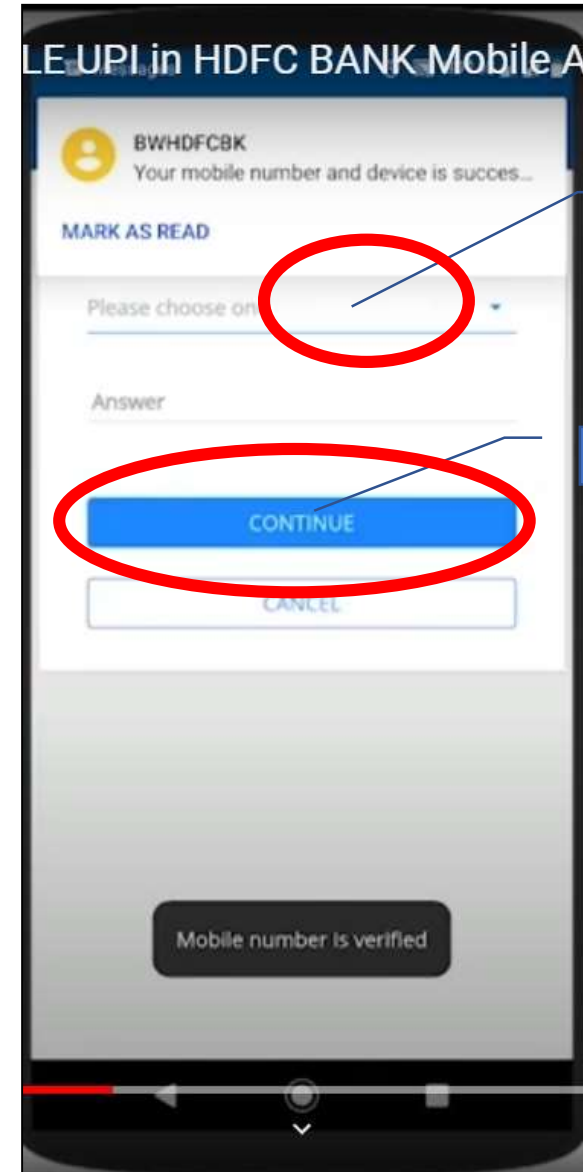 LE UPI in HDFC BANK Mobile A
BWHDFCBK
Your mobile number and device is succes...
MARK AS READ
Please choose on
Answer
CONTINUE
CANCEL
Mobile number is verified